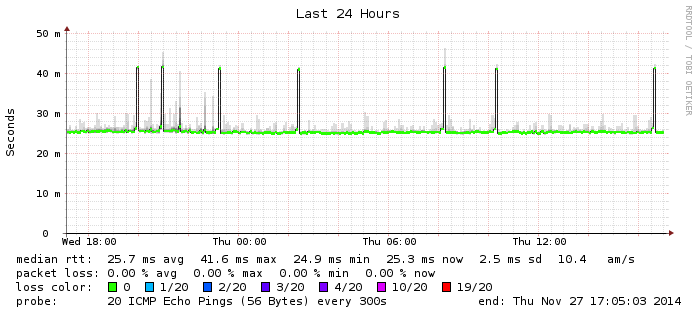 Last 24 Hours
RRDTOOL / TOBI OETIKER
Seconds
50 m
40 m
30 m
20 m
10 m
0
Wed 18:00 Thu 00:00 Thu 06:00 Thu 12:00
median rtt: 25.7 ms avg 41.6 ms max 24.9 ms min 25.3 ms now 2.5 ms sd 10.4 am/s
packet loss: 0.00 % avg 0.00 % max 0.00 % min 0.00 % now
loss color: 0 1/20 2/20 3/20 4/20 10/20 19/20
probe: 20 ICMP Echo Pings (56 Bytes) every 300s end: Thu Nov 27 17:05:03 2014